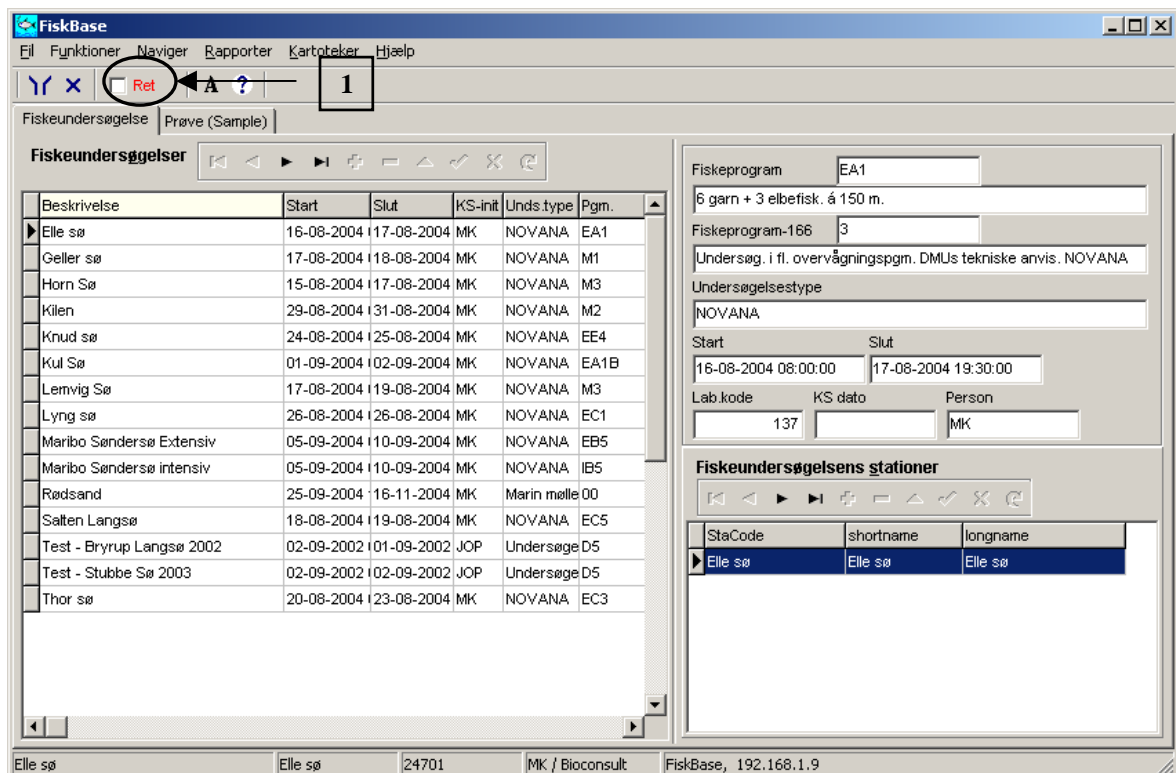 FiskBase
Fil Funktioner Naviger Rapporter Kartoteker Hjælp
Ret A ? 1
Fiskeundersøgelse Prøve (Sample)
Fiskeundersøgelser
Beskrivelse Start Slut KS-init Unds.type Pgm.
Elle sø 16-08-2004 17-08-2004 MK NOVANA EA1
Geller sø 17-08-2004 18-08-2004 MK NOVANA M1
Horn Sø 15-08-2004 17-08-2004 MK NOVANA M3
Kilen 29-08-2004 31-08-2004 MK NOVANA M2
Knud sø 24-08-2004 25-08-2004 MK NOVANA EE4
Kul Sø 01-09-2004 02-09-2004 MK NOVANA EA1B
Lemvig Sø 17-08-2004 19-08-2004 MK NOVANA M3
Lyng sø 26-08-2004 26-08-2004 MK NOVANA EC1
Maribo Søndersø Extensiv 05-09-2004 10-09-2004 MK NOVANA EB5
Maribo Søndersø intensiv 05-09-2004 10-09-2004 MK NOVANA IB5
Rødsand 25-09-2004 16-11-2004 MK Marin mølle 00
Salten Langsø 18-08-2004 19-08-2004 MK NOVANA EC5
Test - Bryrup Langsø 2002 02-09-2002 01-09-2002 JOP Undersøge D5
Test - Stubbe Sø 2003 02-09-2002 02-09-2002 JOP Undersøge D5
Thor sø 20-08-2004 23-08-2004 MK NOVANA EC3
Fiskeprogram EA1
6 garn + 3 elbefisk. á 150 m.
Fiskeprogram-166 3
Undersøg. i fl. overvågningspgm. DMUs tekniske anvis. NOVANA
Undersøgelsestype
NOVANA
Start Slut
16-08-2004 08:00:00 17-08-2004 19:30:00
Lab.kode KS dato Person
137 MK
Fiskeundersøgelsens stationer
StaCode shortname longname
Elle sø Elle sø Elle sø
Elle sø Elle sø 24701 MK / Bioconsult FiskBase, 192.168.1.9